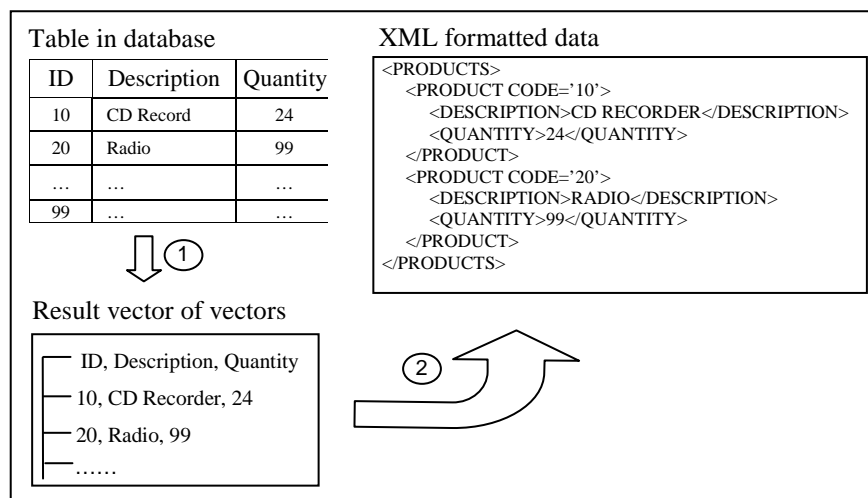 Table in database
ID Description Quantity
10 CD Record 24
20 Radio 99
… … …
99 … …
1
Result vector of vectors
ID, Description, Quantity
10, CD Recorder, 24
20, Radio, 99
……
2
XML formatted data
<PRODUCTS>
<PRODUCT CODE='10'>
<DESCRIPTION>CD RECORDER</DESCRIPTION>
<QUANTITY>24</QUANTITY>
</PRODUCT>
<PRODUCT CODE='20'>
<DESCRIPTION>RADIO</DESCRIPTION>
<QUANTITY>99</QUANTITY>
</PRODUCT>
</PRODUCTS>